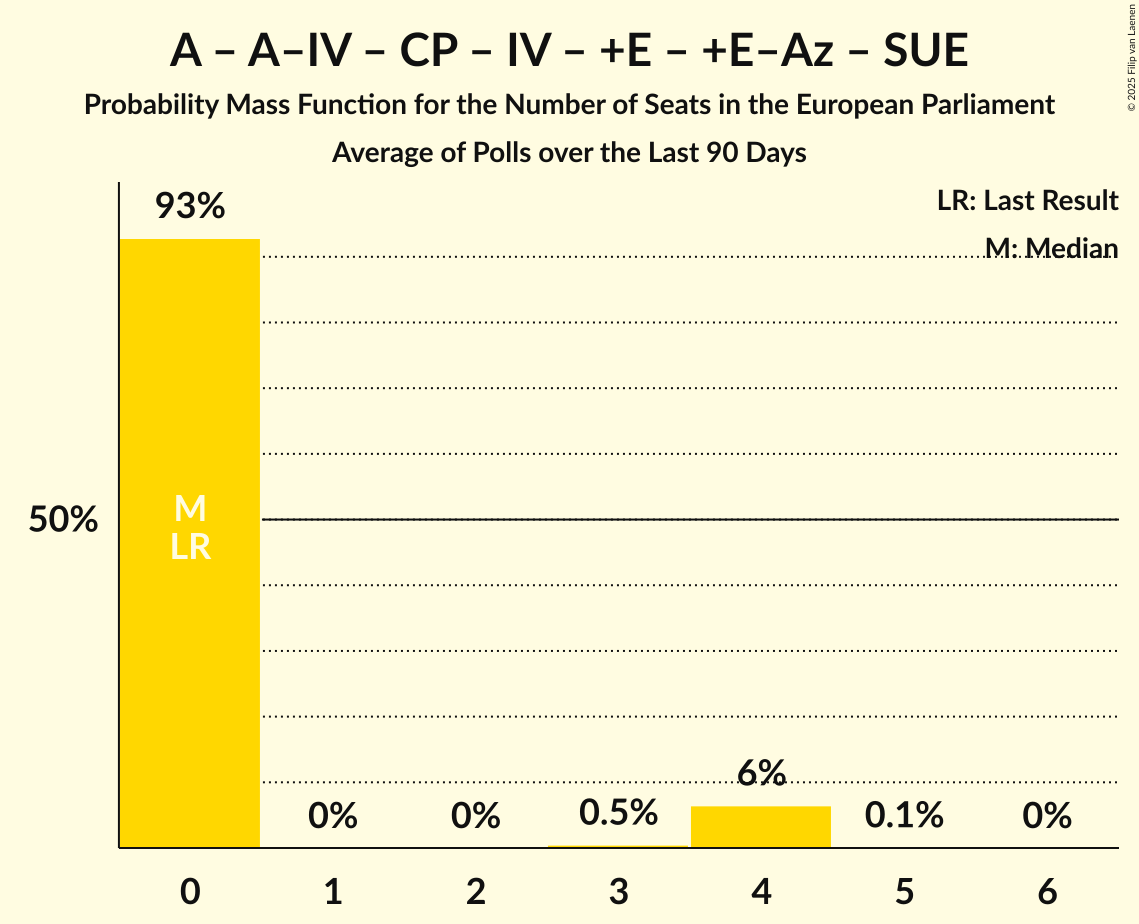 A – A–IV – CP – IV – +E – +E–Az – SUE
Probability Mass Function for the Number of Seats in the European Parliament
Average of Polls over the Last 90 Days
© 2025 Filip van Laenen
LR: Last Result
M: Median
93%
50%
M
LR
0%
0%
0.5%
6%
0.1%
0%
0 1 2 3 4 5 6